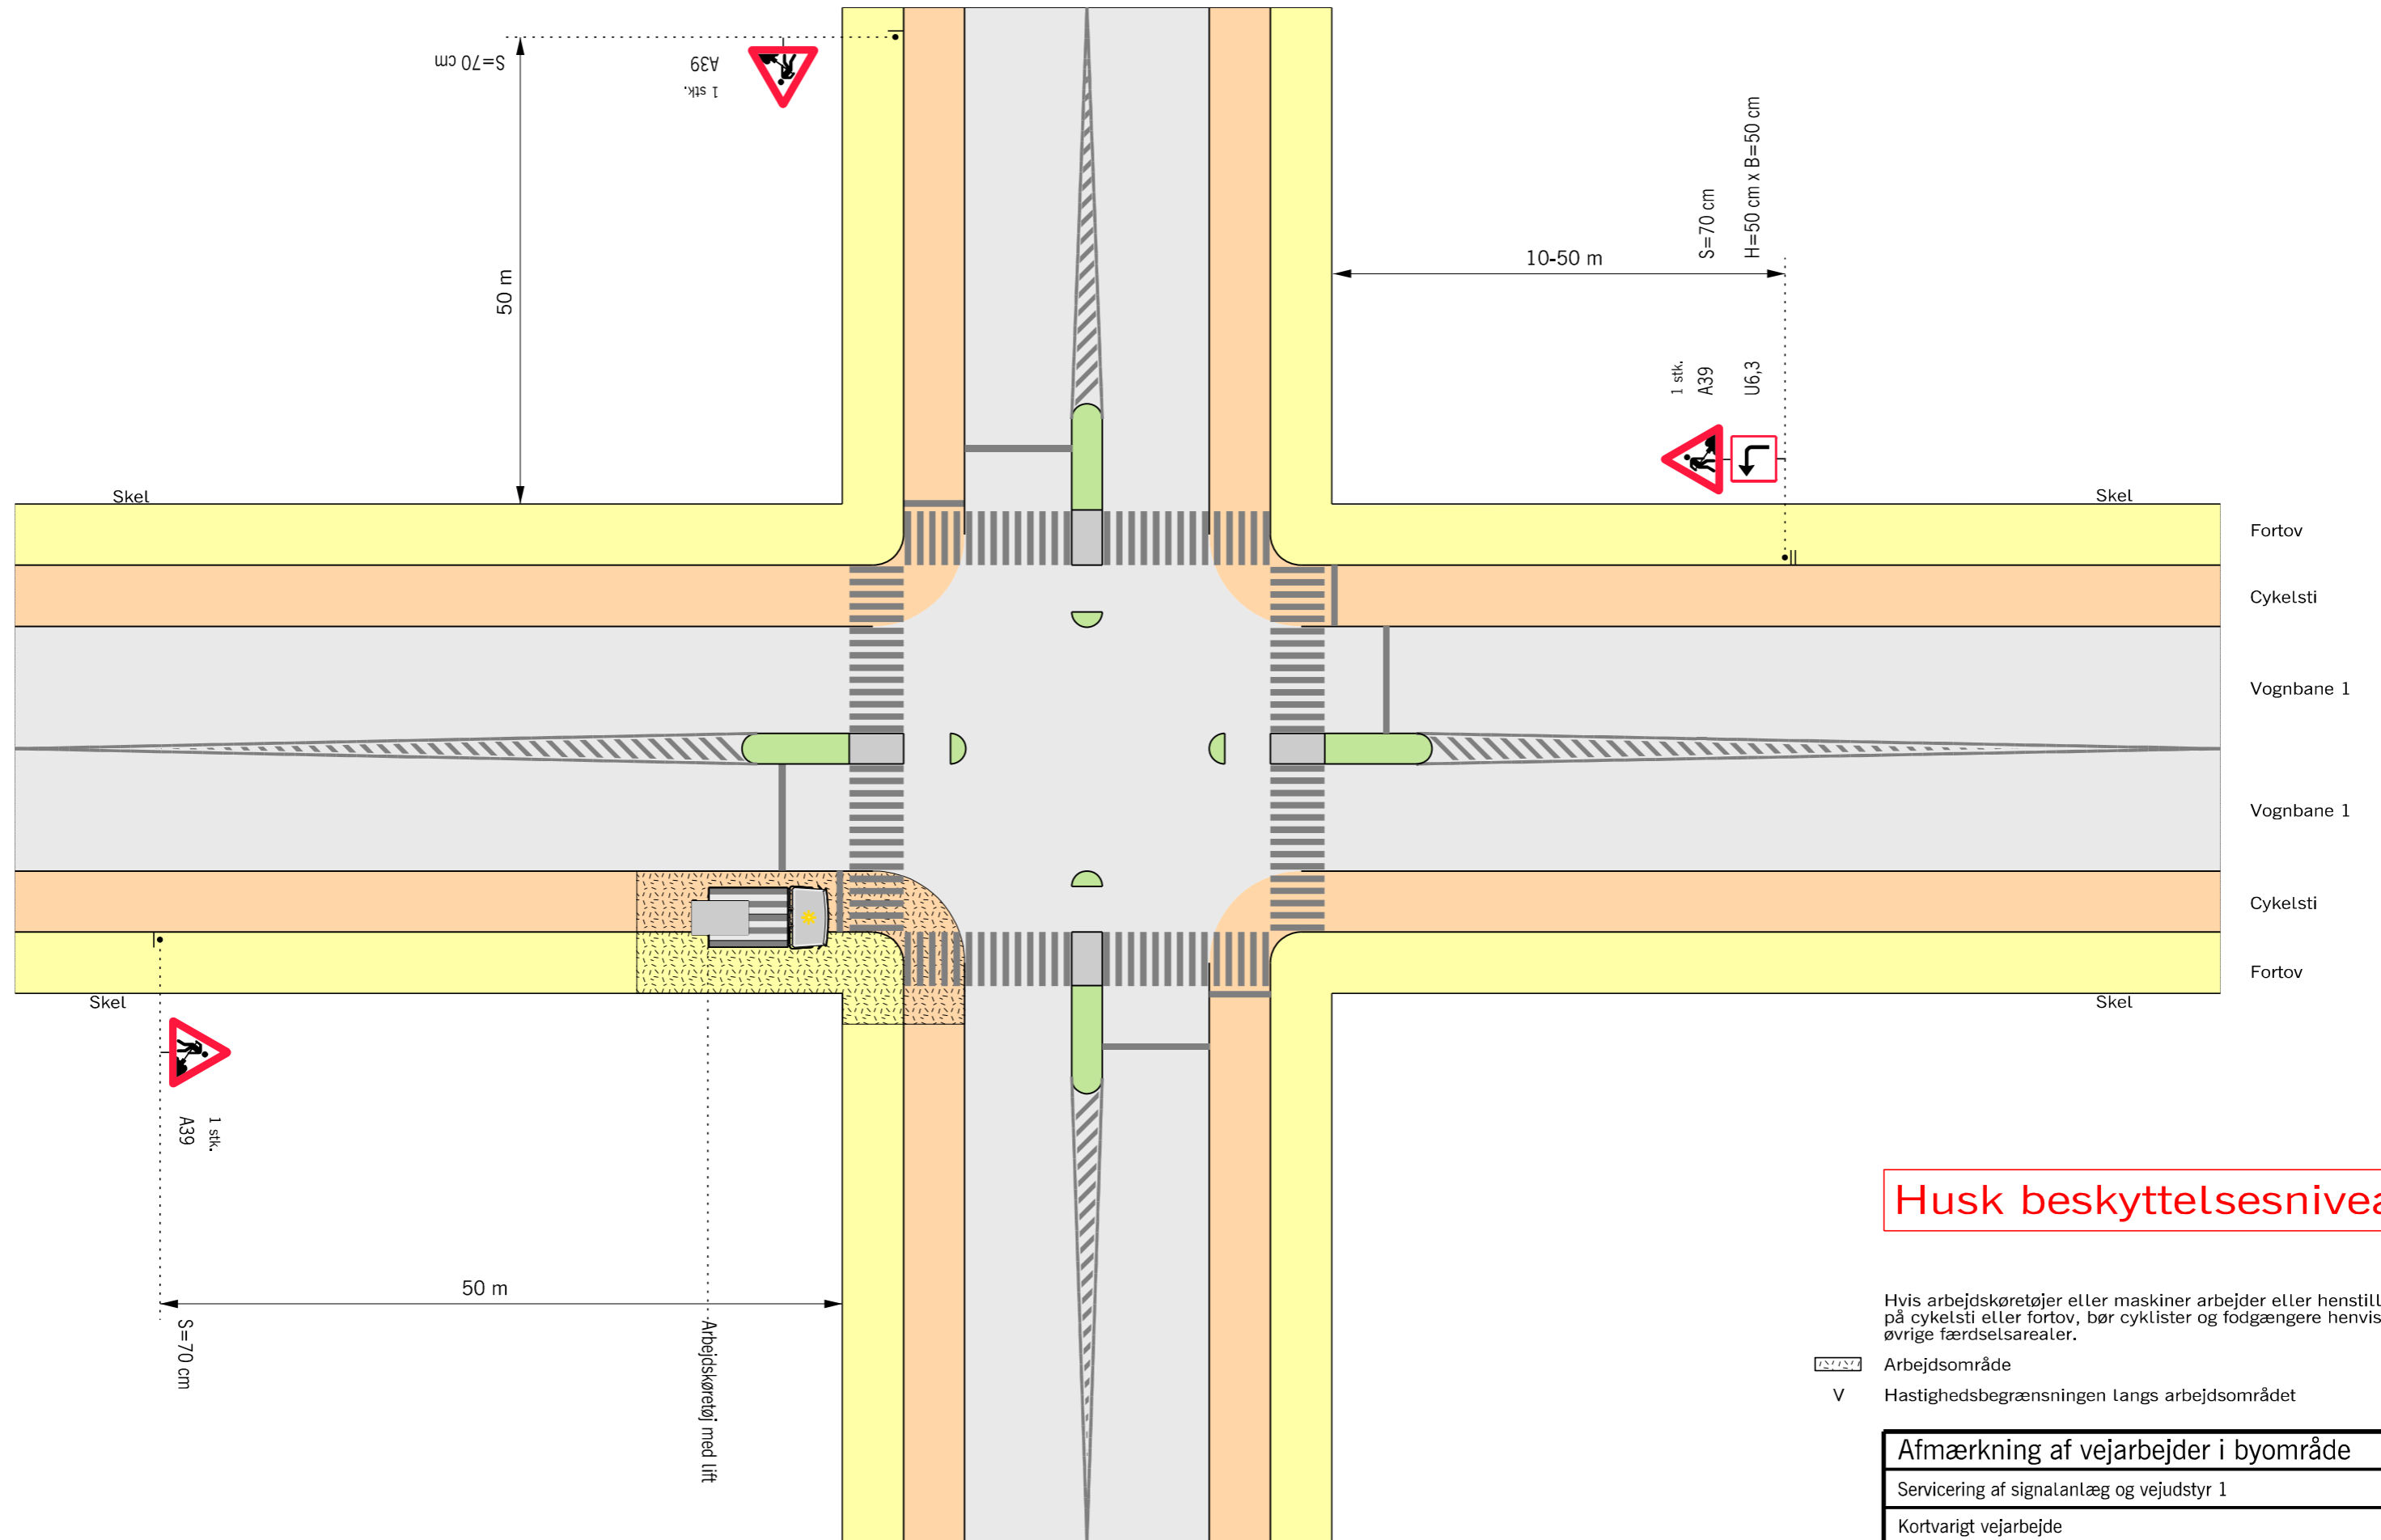 S=70 cm
A39
1 stk.
50 m
10-50 m
S=70 cm
H=50 cm x B=50 cm
1 stk.
A39
U6,3
Skel
Skel
Fortov
Cykelsti
Vognbane 1
Vognbane 1
Cykelsti
Fortov
Skel
Skel
1 stk.
A39
50 m
S=70 cm
Arbejdskøretøj med lift
Husk
Hvis arbejdskøretøjer eller maskiner arbejder eller
på cykelsti eller fortov, bør cyklister og fodgængere
øvrige færdselsarealer.
Arbejdsområde
V Hastighedsbegrænsningen langs arbejdsområdet
Afmærkning af vejarbejder i byområde
Servicering af signalanlæg og vejudstyr 1
Kortvarigt vejarbejde